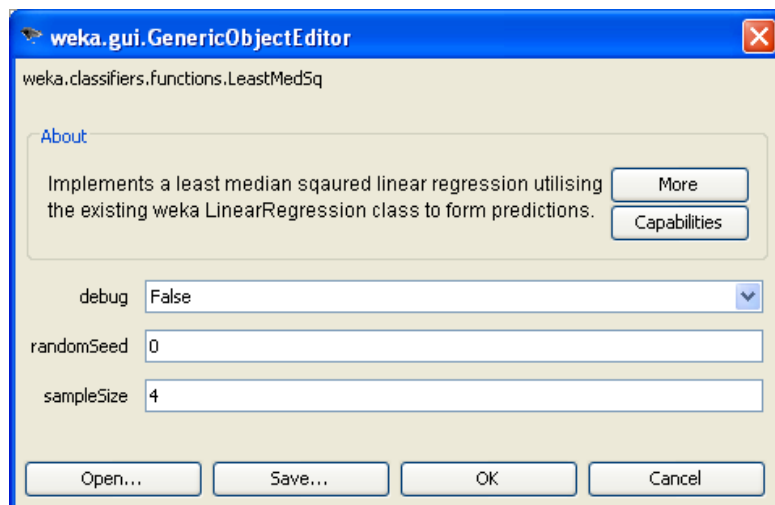 weka.gui.GenericObjectEditor
weka.classifiers.functions.LeastMedSq
About
Implements a least median sqaured linear regression utilising
the existing weka LinearRegression class to form predictions.
More
Capabilities
debug False
randomSeed 0
sampleSize 4
Open... Save... OK Cancel